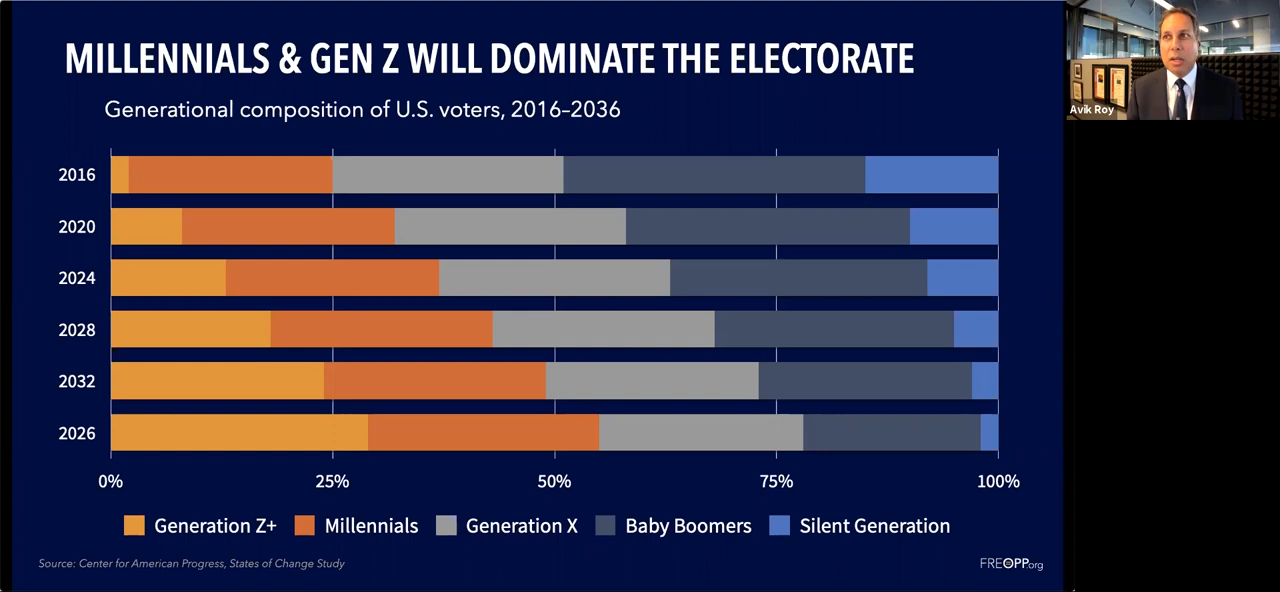 MILLENNIALS & GEN Z WILL DOMINATE THE ELECTORATE
Generational composition of U.S. voters, 2016–2036
2016
2020
2024
2028
2032
2026
0% 25% 50% 75% 100%
Generation Z+ Millennials Generation X Baby Boomers Silent Generation
Source: Center for American Progress, States of Change Study
FREOPP.org
Avik Roy